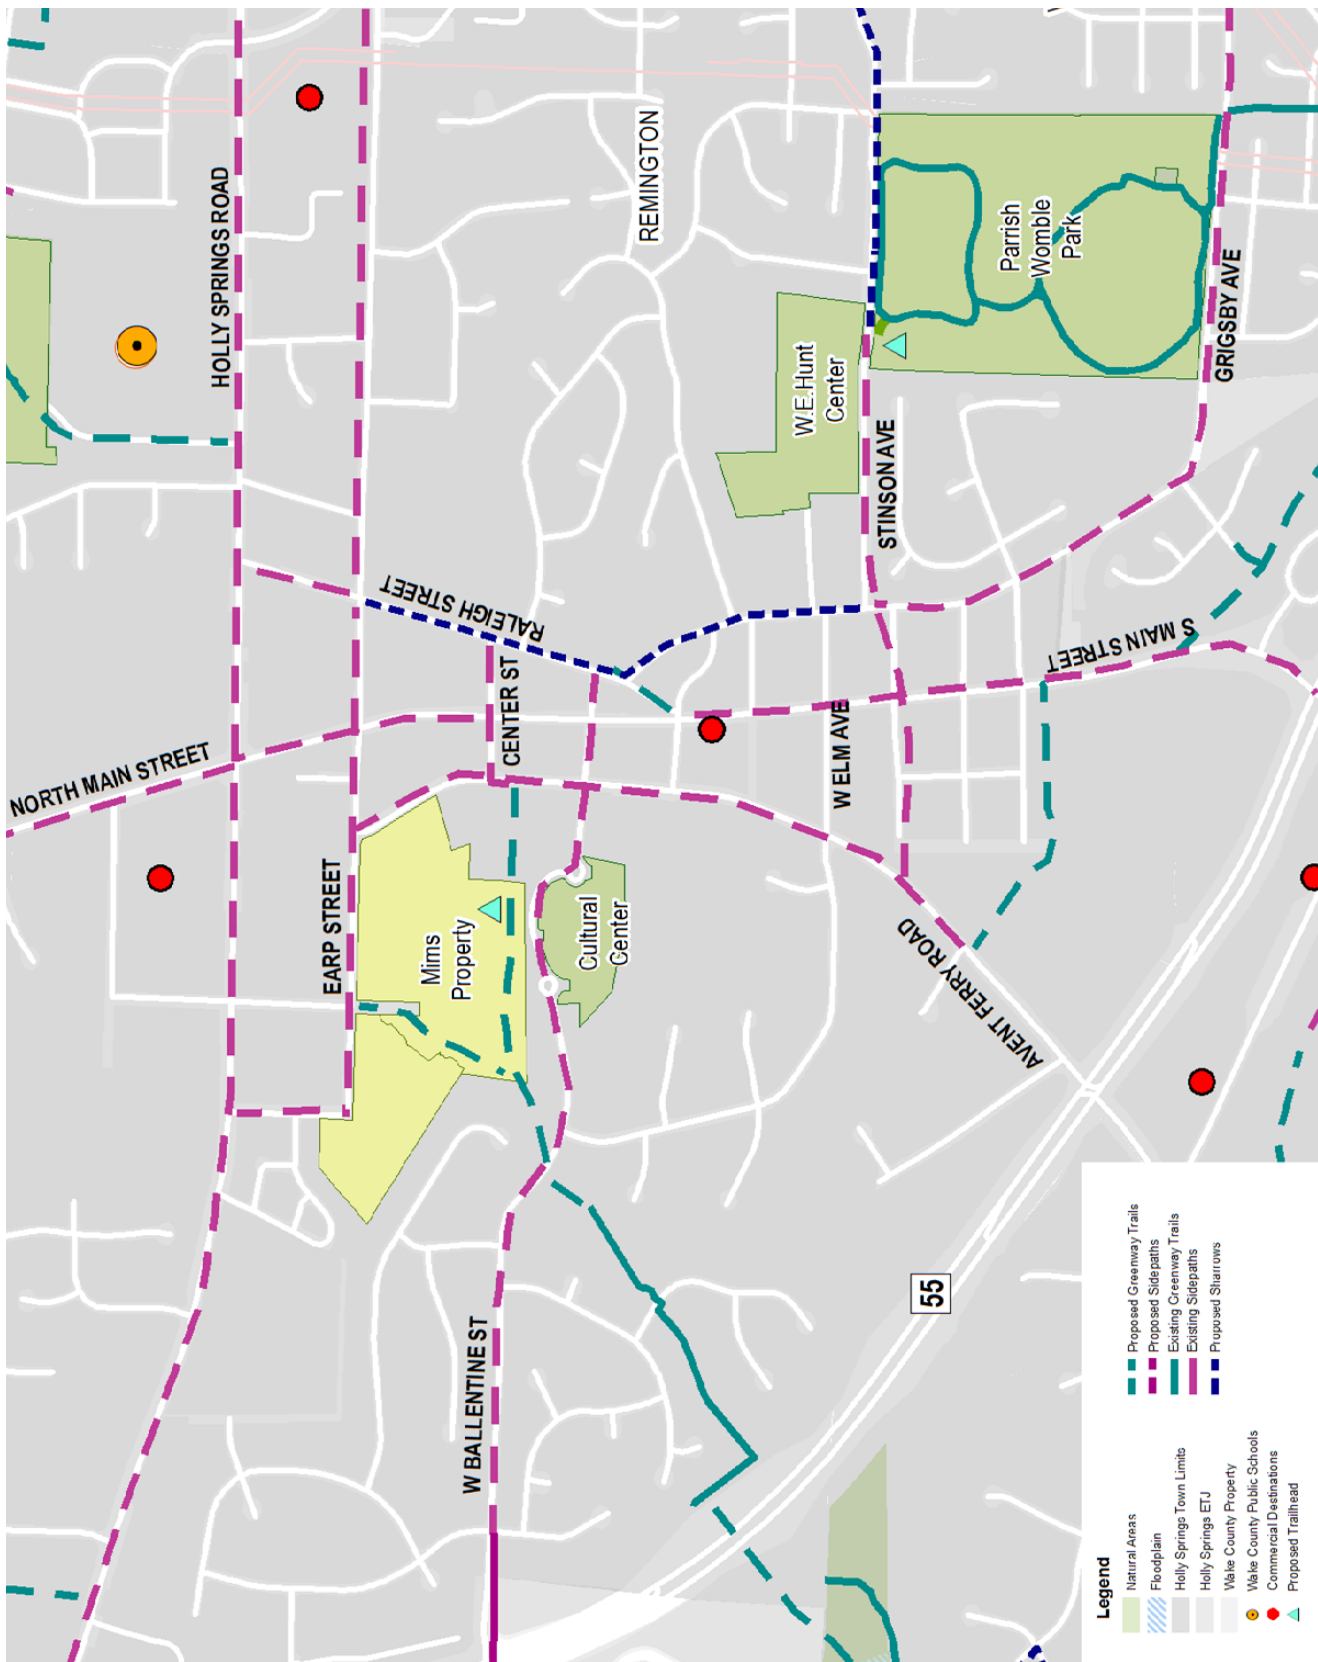 HOLLY SPRINGS ROAD
REMINGTON
Parrish
Womble
Park
GRIGSBY AVE
W.E.Hunt
Center
STINSON AVE
RALEIGH STREET
S MAIN STREET
CENTER ST
NORTH MAIN STREET
W ELM AVE
EARP STREET
Mims
Property
Cultural
Center
AVENT FERRY ROAD
W BALLENTINE ST
55
Legend
Natural Areas
Floodplain
Holly Springs Town Limits
Holly Springs ETJ
Wake County Property
Wake County Public Schools
Commercial Destinations
Proposed Trailhead
Proposed Greenway Trails
Proposed Sidepaths
Existing Greenway Trails
Existing Sidepaths
Proposed Sharrows